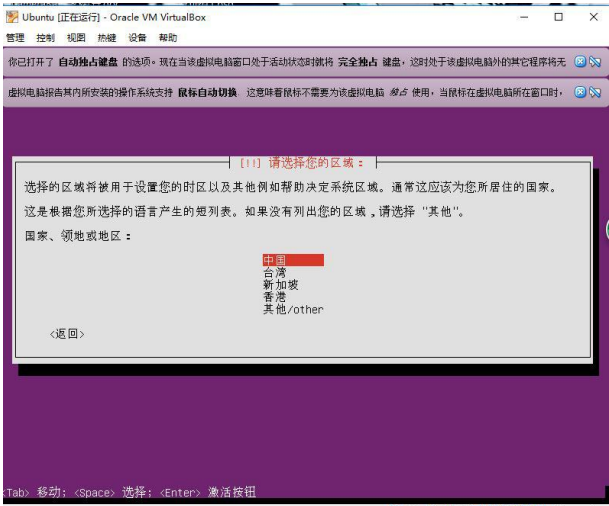 Ubuntu [正在运行] - Oracle VM VirtualBox
管理 控制 视图 热键 设备 帮助
你已打开了 自动独占键盘 的选项。现在当该虚拟电脑窗口处于活动状态时就将 完全独占 键盘，这时处于该虚拟电脑外的其它程序将无
虚拟电脑报告其内所安装的操作系统支持 鼠标自动切换. 这意味着鼠标不需要为该虚拟电脑 独占 使用，当鼠标在虚拟电脑所在窗口时，
[!!] 请选择您的区域：
选择的区域将被用于设置您的时区以及其他例如帮助决定系统区域。通常这应该为您所居住的国家。
这是根据您所选择的语言产生的短列表。如果没有列出您的区域,请选择 "其他"。
国家、领地或地区：
中国
台湾
新加坡
香港
其他/other
<返回>
<Tab> 移动; <Space> 选择; <Enter> 激活按钮